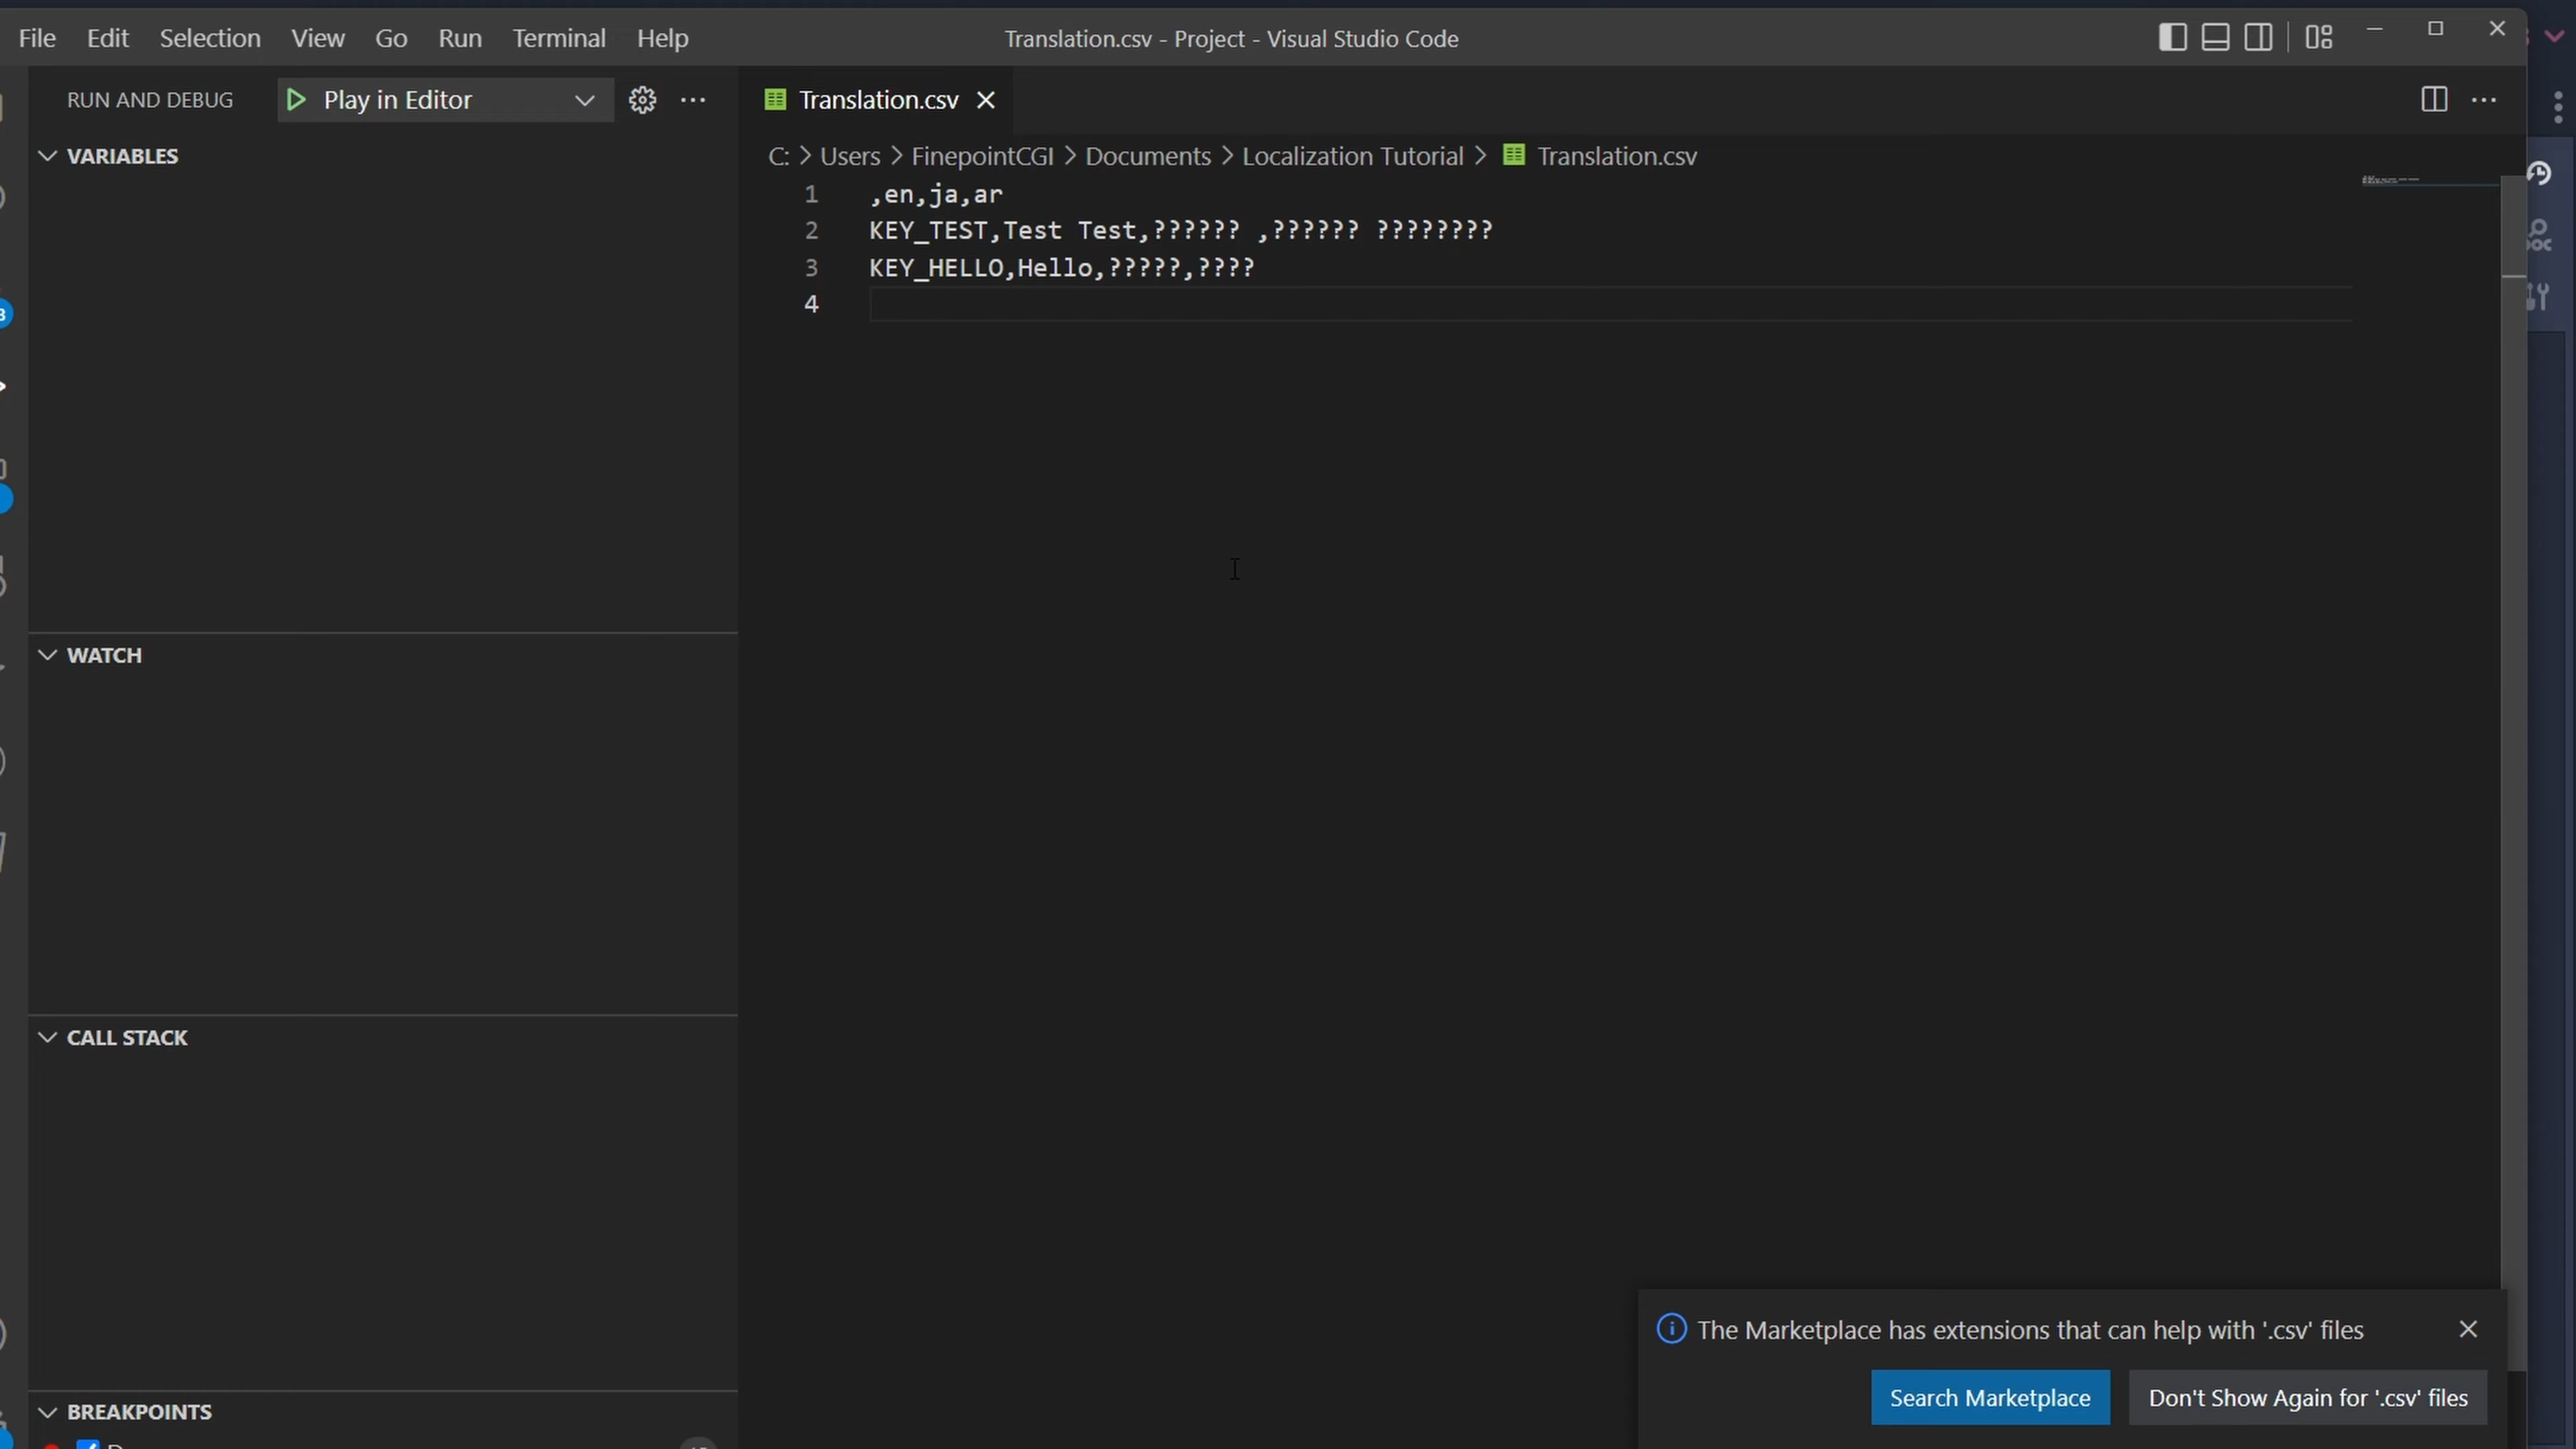 File Edit Selection View Go Run Terminal Help
Translation.csv - Project - Visual Studio Code
RUN AND DEBUG
Play in Editor
Translation.csv
VARIABLES
C: > Users > FinepointCGI > Documents > Localization Tutorial > Translation.csv
1 ,en,ja,ar
2 KEY_TEST,Test Test,?????? ,?????? ????????
3 KEY_HELLO,Hello,?????,????
4
WATCH
CALL STACK
The Marketplace has extensions that can help with '.csv' files
Search Marketplace
Don't Show Again for '.csv' files
BREAKPOINTS